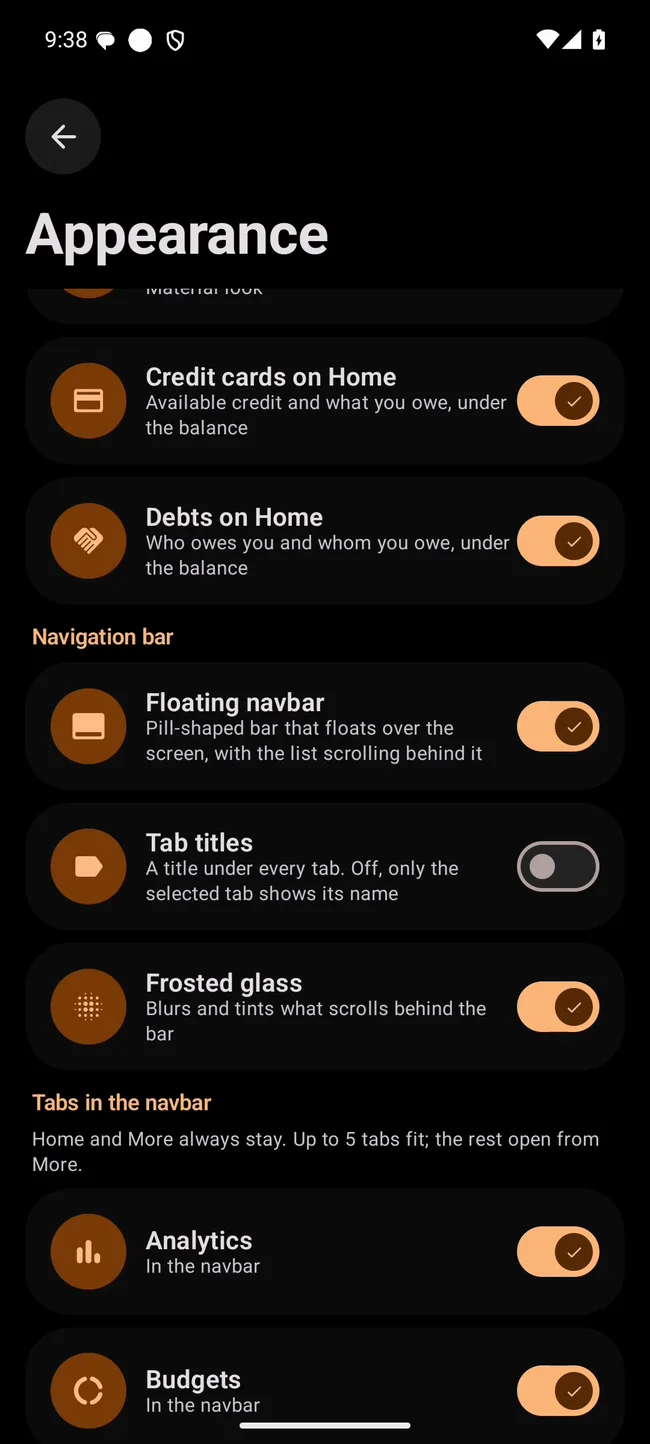 9:38
Appearance
Material look
Credit cards on Home
Available credit and what you owe, under
the balance
Debts on Home
Who owes you and whom you owe, under
the balance
Navigation bar
Floating navbar
Pill-shaped bar that floats over the
screen, with the list scrolling behind it
Tab titles
A title under every tab. Off, only the
selected tab shows its name
Frosted glass
Blurs and tints what scrolls behind the
bar
Tabs in the navbar
Home and More always stay. Up to 5 tabs fit; the rest open from
More.
Analytics
In the navbar
Budgets
In the navbar